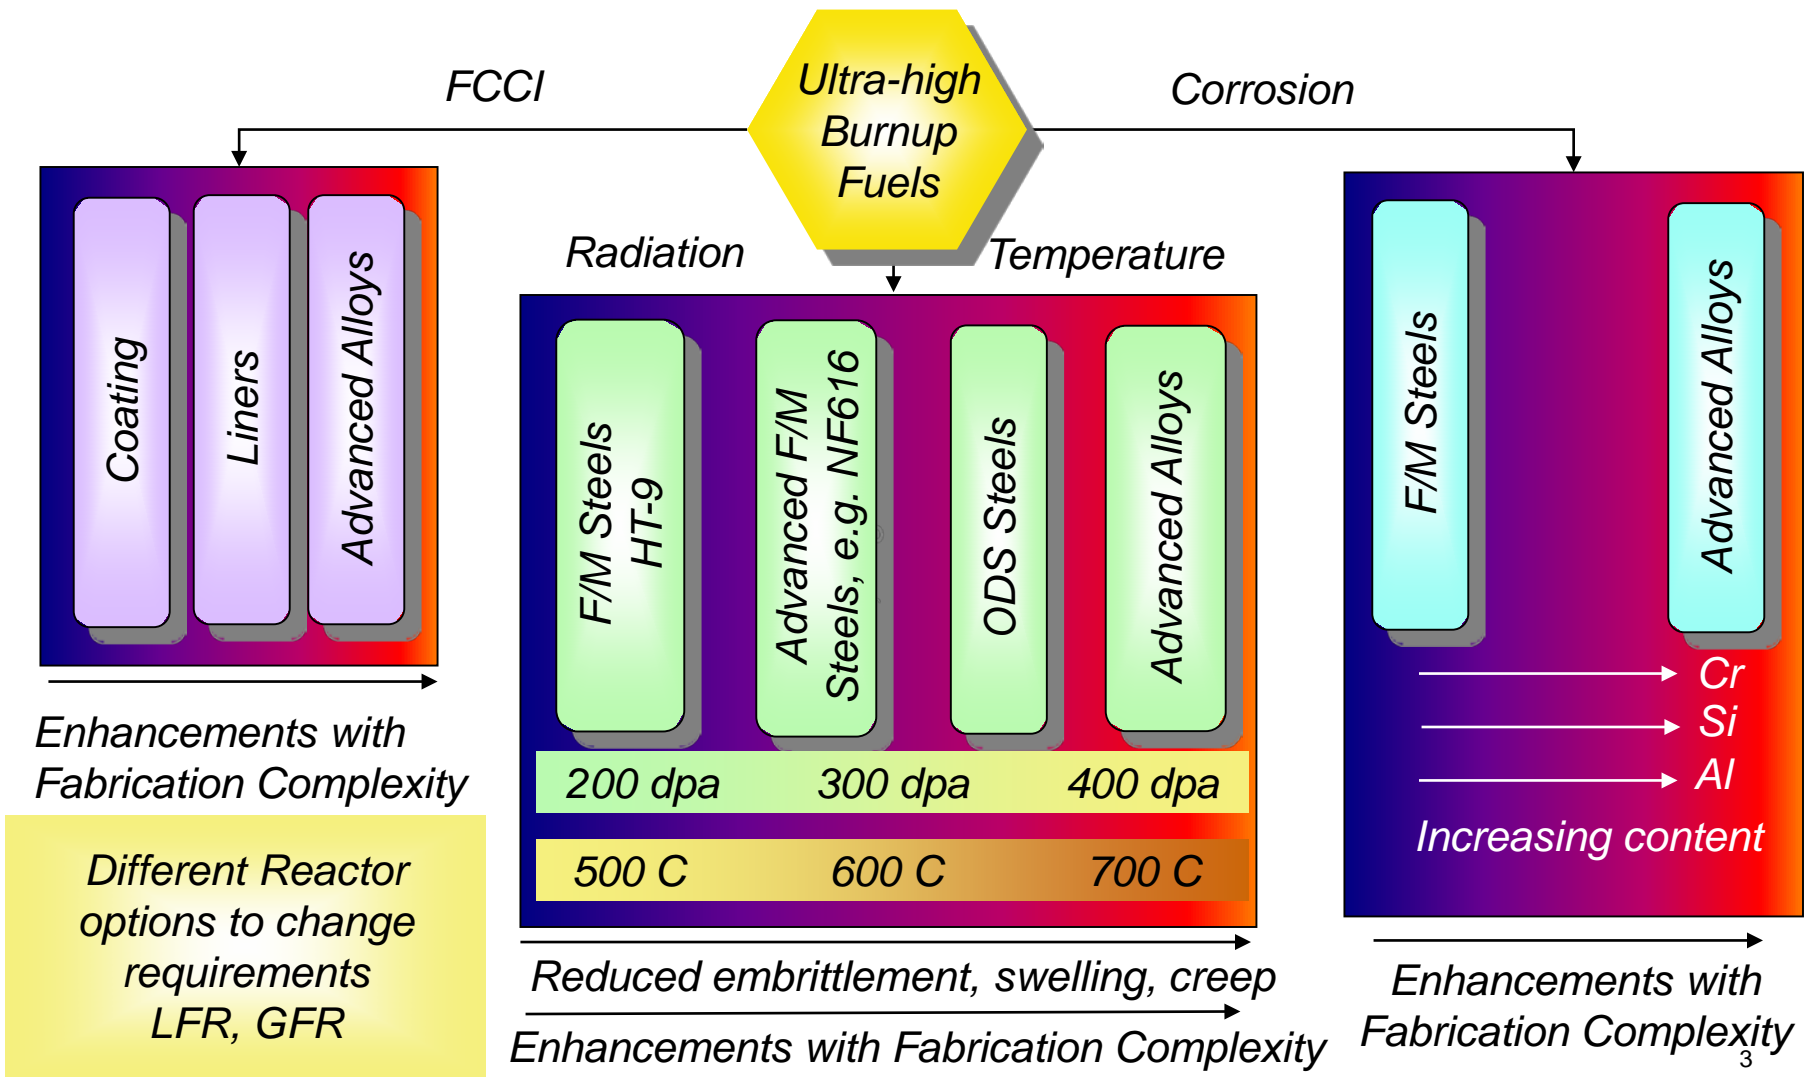 FCCI
Ultra-high
Burnup
Fuels
Corrosion
Radiation
Temperature
Coating
Liners
Advanced Alloys
Enhancements with
Fabrication Complexity
Different Reactor
options to change
requirements
LFR, GFR
F/M Steels
HT-9
Advanced F/M
Steels, e.g. NF616
ODS Steels
Advanced Alloys
200 dpa 300 dpa 400 dpa
500 C 600 C 700 C
Reduced embrittlement, swelling, creep
Enhancements with Fabrication Complexity
F/M Steels
Advanced Alloys
Cr
Si
Al
Increasing content
Enhancements with
Fabrication Complexity
3